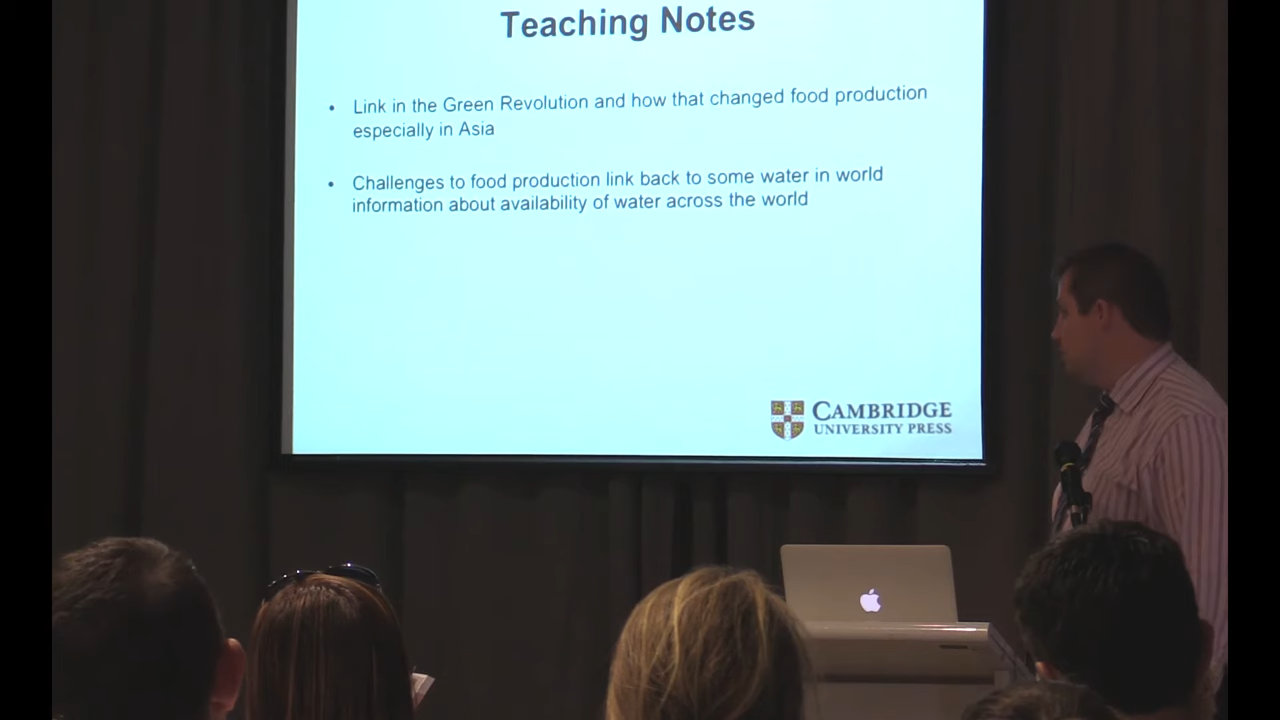 Teaching Notes
• Link in the Green Revolution and how that changed food production
especially in Asia
• Challenges to food production link back to some water in world
information about availability of water across the world
CAMBRIDGE
UNIVERSITY PRESS